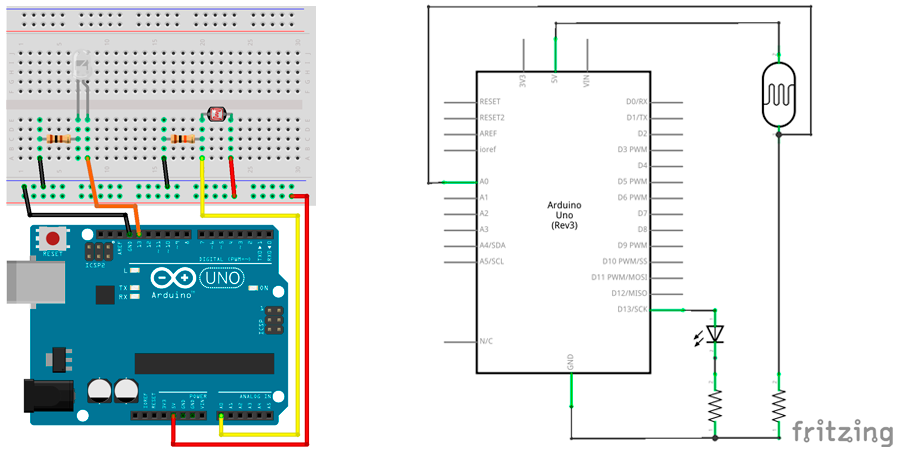 RESET
ICSP2
AREF
GND
13
12
~11
~10
~9
8
7
~6
~5
4
~3
2
TX▶1
RX◀0
DIGITAL (PWM=~)
L
TX
RX
UNO
ON
Arduino™
ICSP
1
POWER
ANALOG IN
IOREF
RESET
3V3
5V
GND
GND
VIN
A0
A1
A2
A3
A4
A5
3V3
5V
VIN
RESET
RESET2
AREF
ioref
A0
A1
A2
A3
A4/SDA
A5/SCL
N/C
Arduino
Uno
(Rev3)
D0/RX
D1/TX
D2
D3 PWM
D4
D5 PWM
D6 PWM
D7
D8
D9 PWM
D10 PWM/SS
D11 PWM/MOSI
D12/MISO
D13/SCK
GND
fritzing